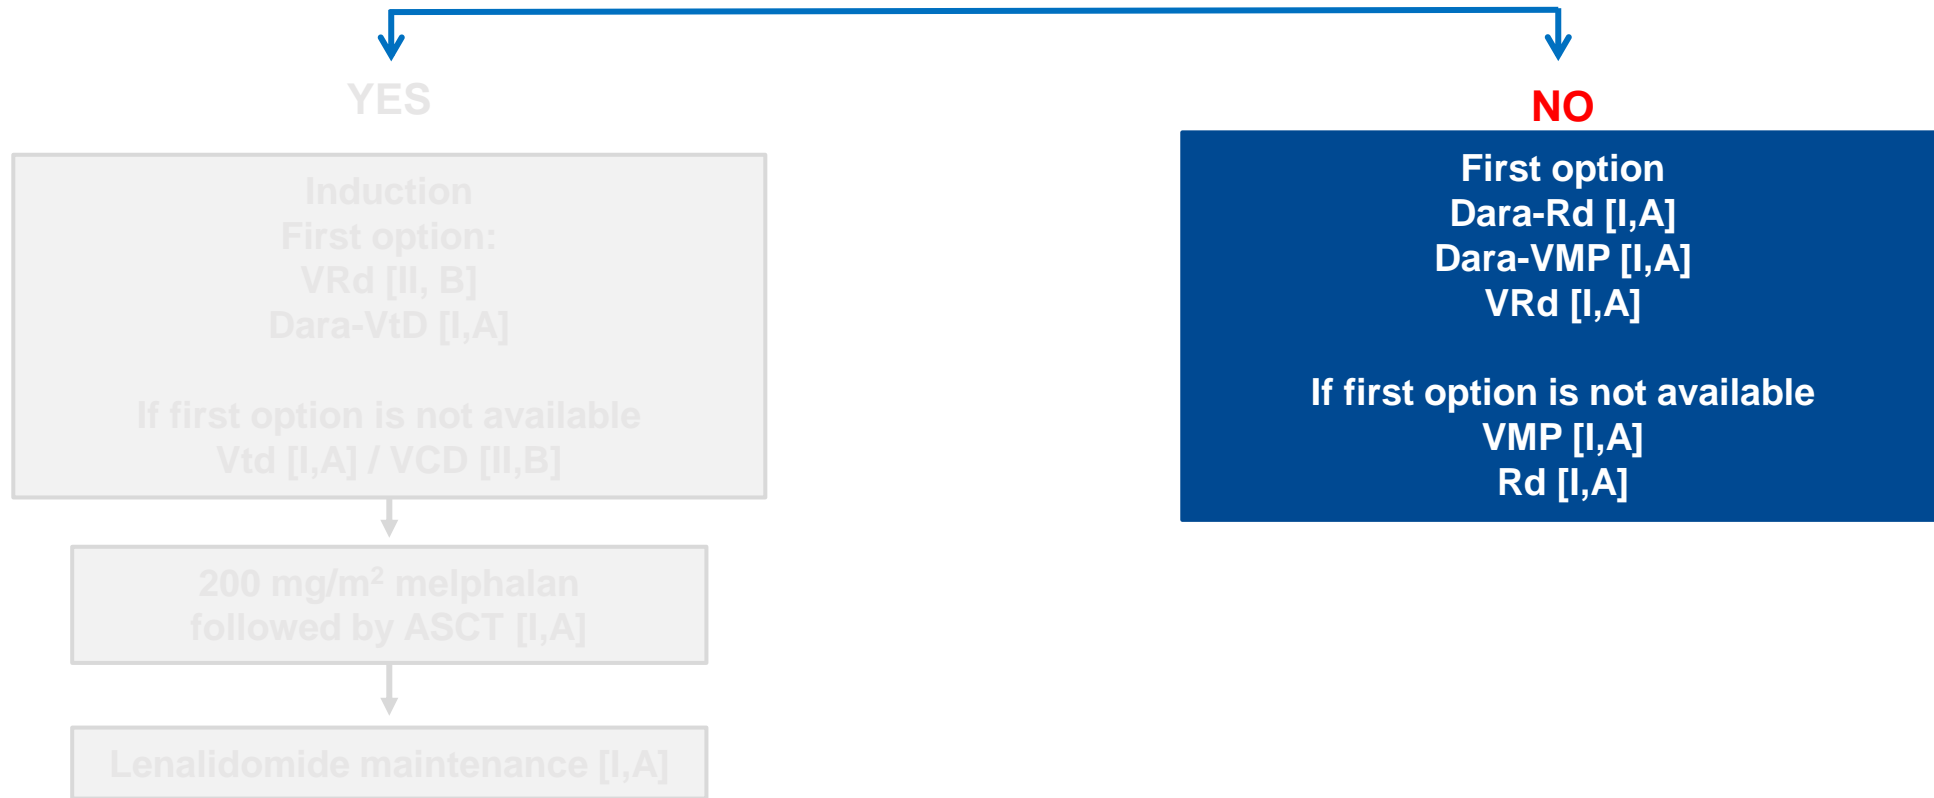 YES
Induction
First option:
VRd [II, B]
Dara-VtD [I,A]
If first option is not available
Vtd [I,A] / VCD [II,B]
200 mg/m² melphalan
followed by ASCT [I,A]
Lenalidomide maintenance [I,A]
NO
First option
Dara-Rd [I,A]
Dara-VMP [I,A]
VRd [I,A]
If first option is not available
VMP [I,A]
Rd [I,A]